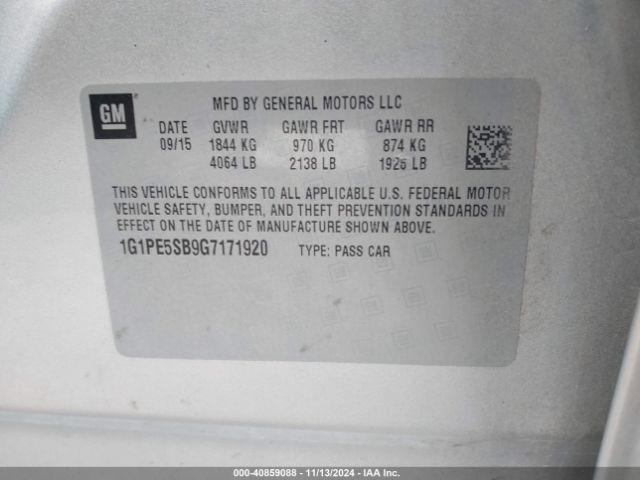 GM
MFD BY GENERAL MOTORS LLC
DATE GVWR GAWR FRT GAWR RR
09/15 1844 KG 970 KG 874 KG
4064 LB 2138 LB 1926 LB
THIS VEHICLE CONFORMS TO ALL APPLICABLE U.S. FEDERAL MOTOR
VEHICLE SAFETY, BUMPER, AND THEFT PREVENTION STANDARDS IN
EFFECT ON THE DATE OF MANUFACTURE SHOWN ABOVE.
1G1PE5SB9G7171920 TYPE: PASS CAR
000-40859088 - 11/13/2024 - IAAI.COM